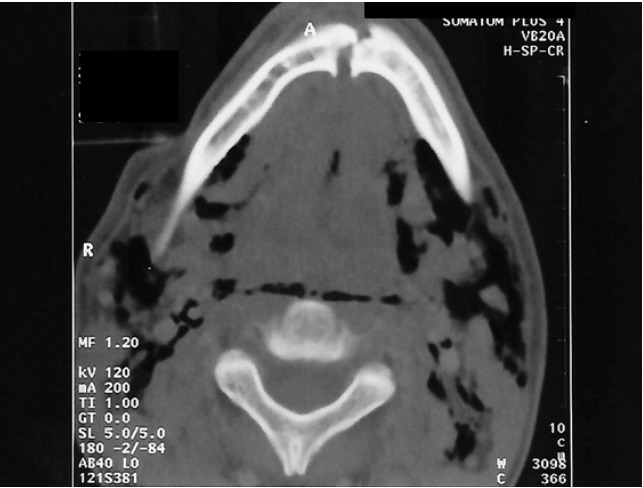 A
SOMATOM PLUS 4
VB20A
H-SP-CR
R
MF 1.20
kV 120
mA 200
TI 1.00
GT 0.0
SL 5.0/5.0
180 -2/-84
AB40 LO
121S381
10
C
M
W 3098
C 366